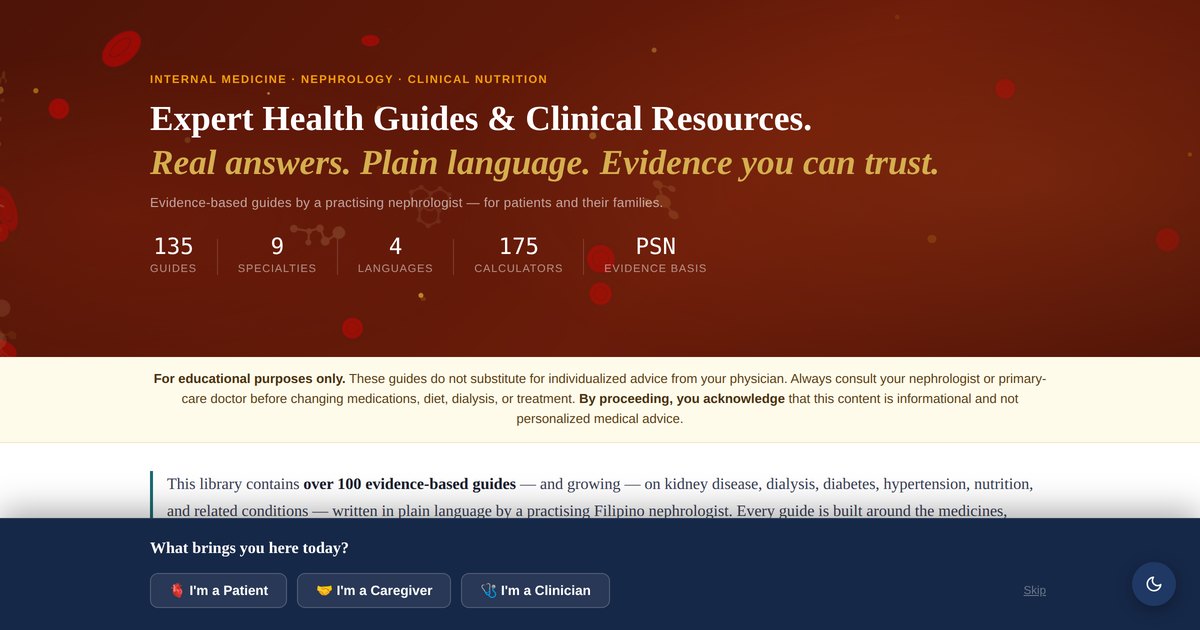 INTERNAL MEDICINE · NEPHROLOGY · CLINICAL NUTRITION
Expert Health Guides & Clinical Resources.
Real answers. Plain language. Evidence you can trust.
Evidence-based guides by a practising nephrologist — for patients and their families.
135 9 4 175 PSN
GUIDES SPECIALTIES LANGUAGES CALCULATORS EVIDENCE BASIS
For educational purposes only. These guides do not substitute for individualized advice from your physician. Always consult your nephrologist or primary-
care doctor before changing medications, diet, dialysis, or treatment. By proceeding, you acknowledge that this content is informational and not
personalized medical advice.
This library contains over 100 evidence-based guides — and growing — on kidney disease, dialysis, diabetes, hypertension, nutrition,
and related conditions — written in plain language by a practising Filipino nephrologist. Every guide is built around the medicines,
What brings you here today?
🫀 I'm a Patient 🤝 I'm a Caregiver 🩺 I'm a Clinician Skip